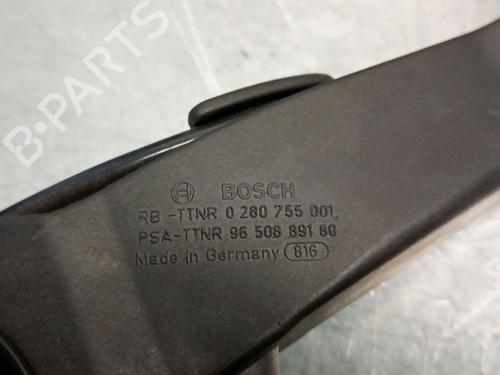 B-PARTS
BOSCH
RB -TTNR 0 280 755 001
PSA-TTNR 96 508 891 80
Made in Germany 816